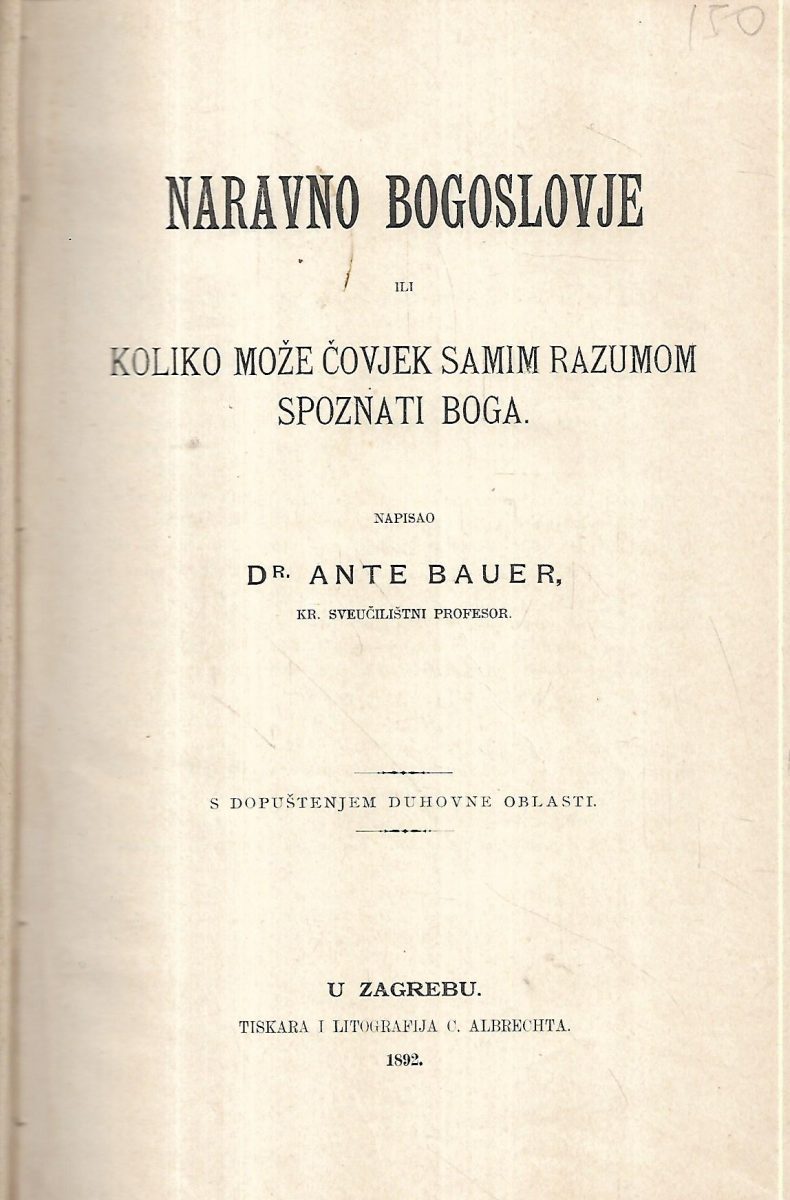 150
NARAVNO BOGOSLOVJE
ILI
KOLIKO MOŽE ČOVJEK SAMIM RAZUMOM
SPOZNATI BOGA.
NAPISAO
DR. ANTE BAUER,
KR. SVEUČILIŠTNI PROFESOR.
S DOPUŠTENJEM DUHOVNE OBLASTI.
U ZAGREBU.
TISKARA I LITOGRAFIJA C. ALBRECHTA.
1892.